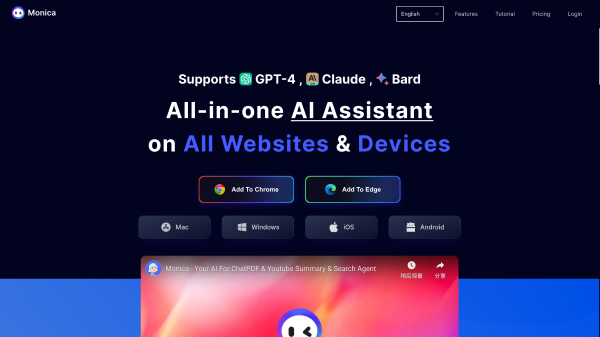 Monica
English
Features
Tutorial
Pricing
Login
Supports GPT-4 , Claude , Bard
All-in-one AI Assistant
on All Websites & Devices
Add To Chrome
Add To Edge
Mac
Windows
iOS
Android
Monica - Your AI For ChatPDF & Youtube Summary & Search Agent
稍后观看
分享